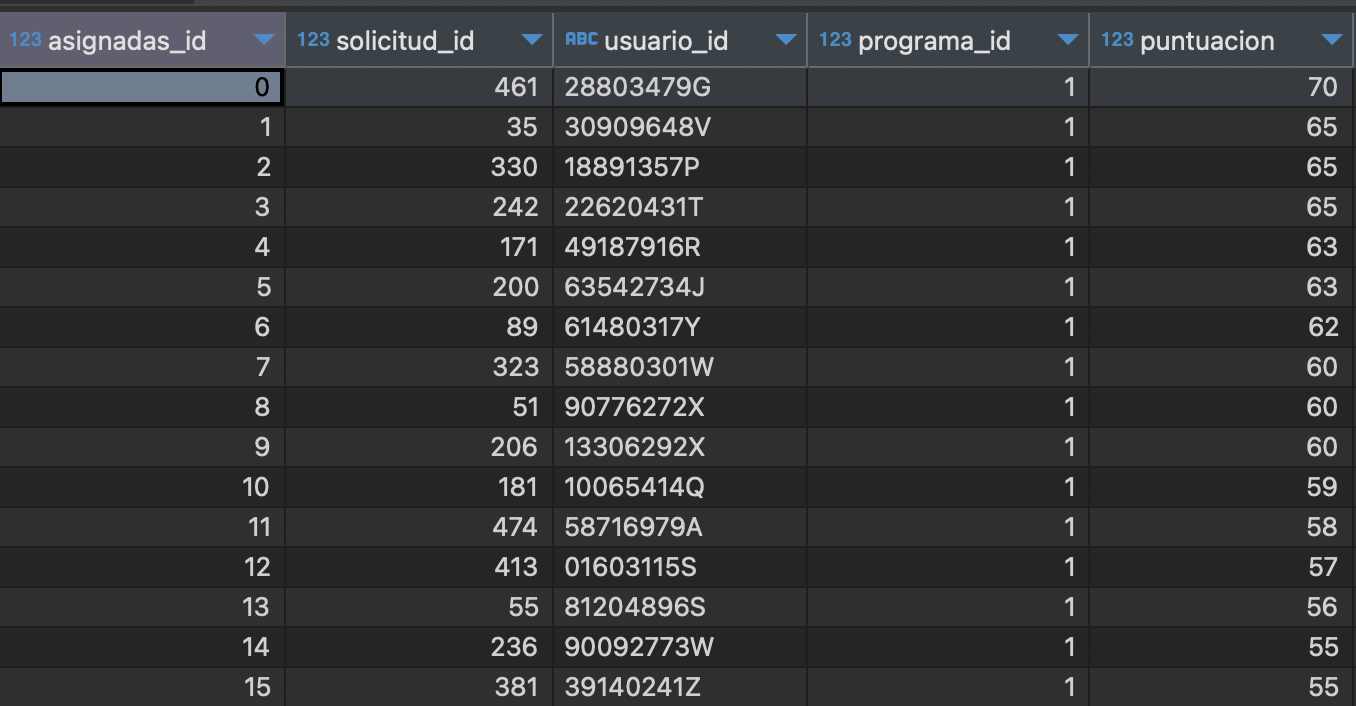 123 asignadas_id 123 solicitud_id ABC usuario_id 123 programa_id 123 puntuacion
0 461 28803479G 1 70
1 35 30909648V 1 65
2 330 18891357P 1 65
3 242 22620431T 1 65
4 171 49187916R 1 63
5 200 63542734J 1 63
6 89 61480317Y 1 62
7 323 58880301W 1 60
8 51 90776272X 1 60
9 206 13306292X 1 60
10 181 10065414Q 1 59
11 474 58716979A 1 58
12 413 01603115S 1 57
13 55 81204896S 1 56
14 236 90092773W 1 55
15 381 39140241Z 1 55